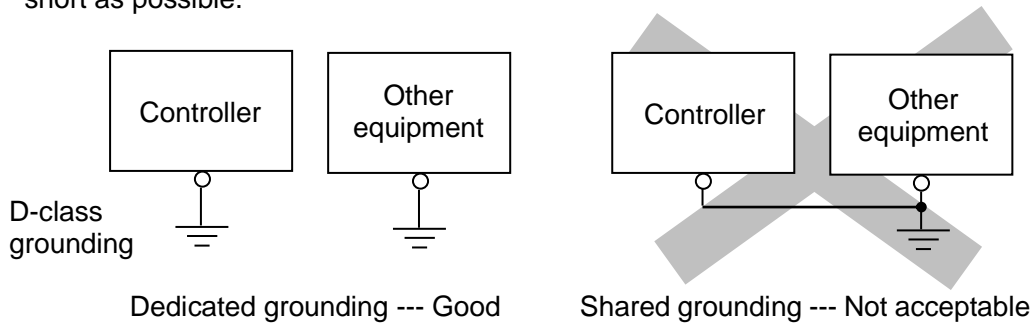 short as possible.
Controller
Other
equipment
Controller
Other
equipment
D-class
grounding
Dedicated grounding --- Good
Shared grounding --- Not acceptable